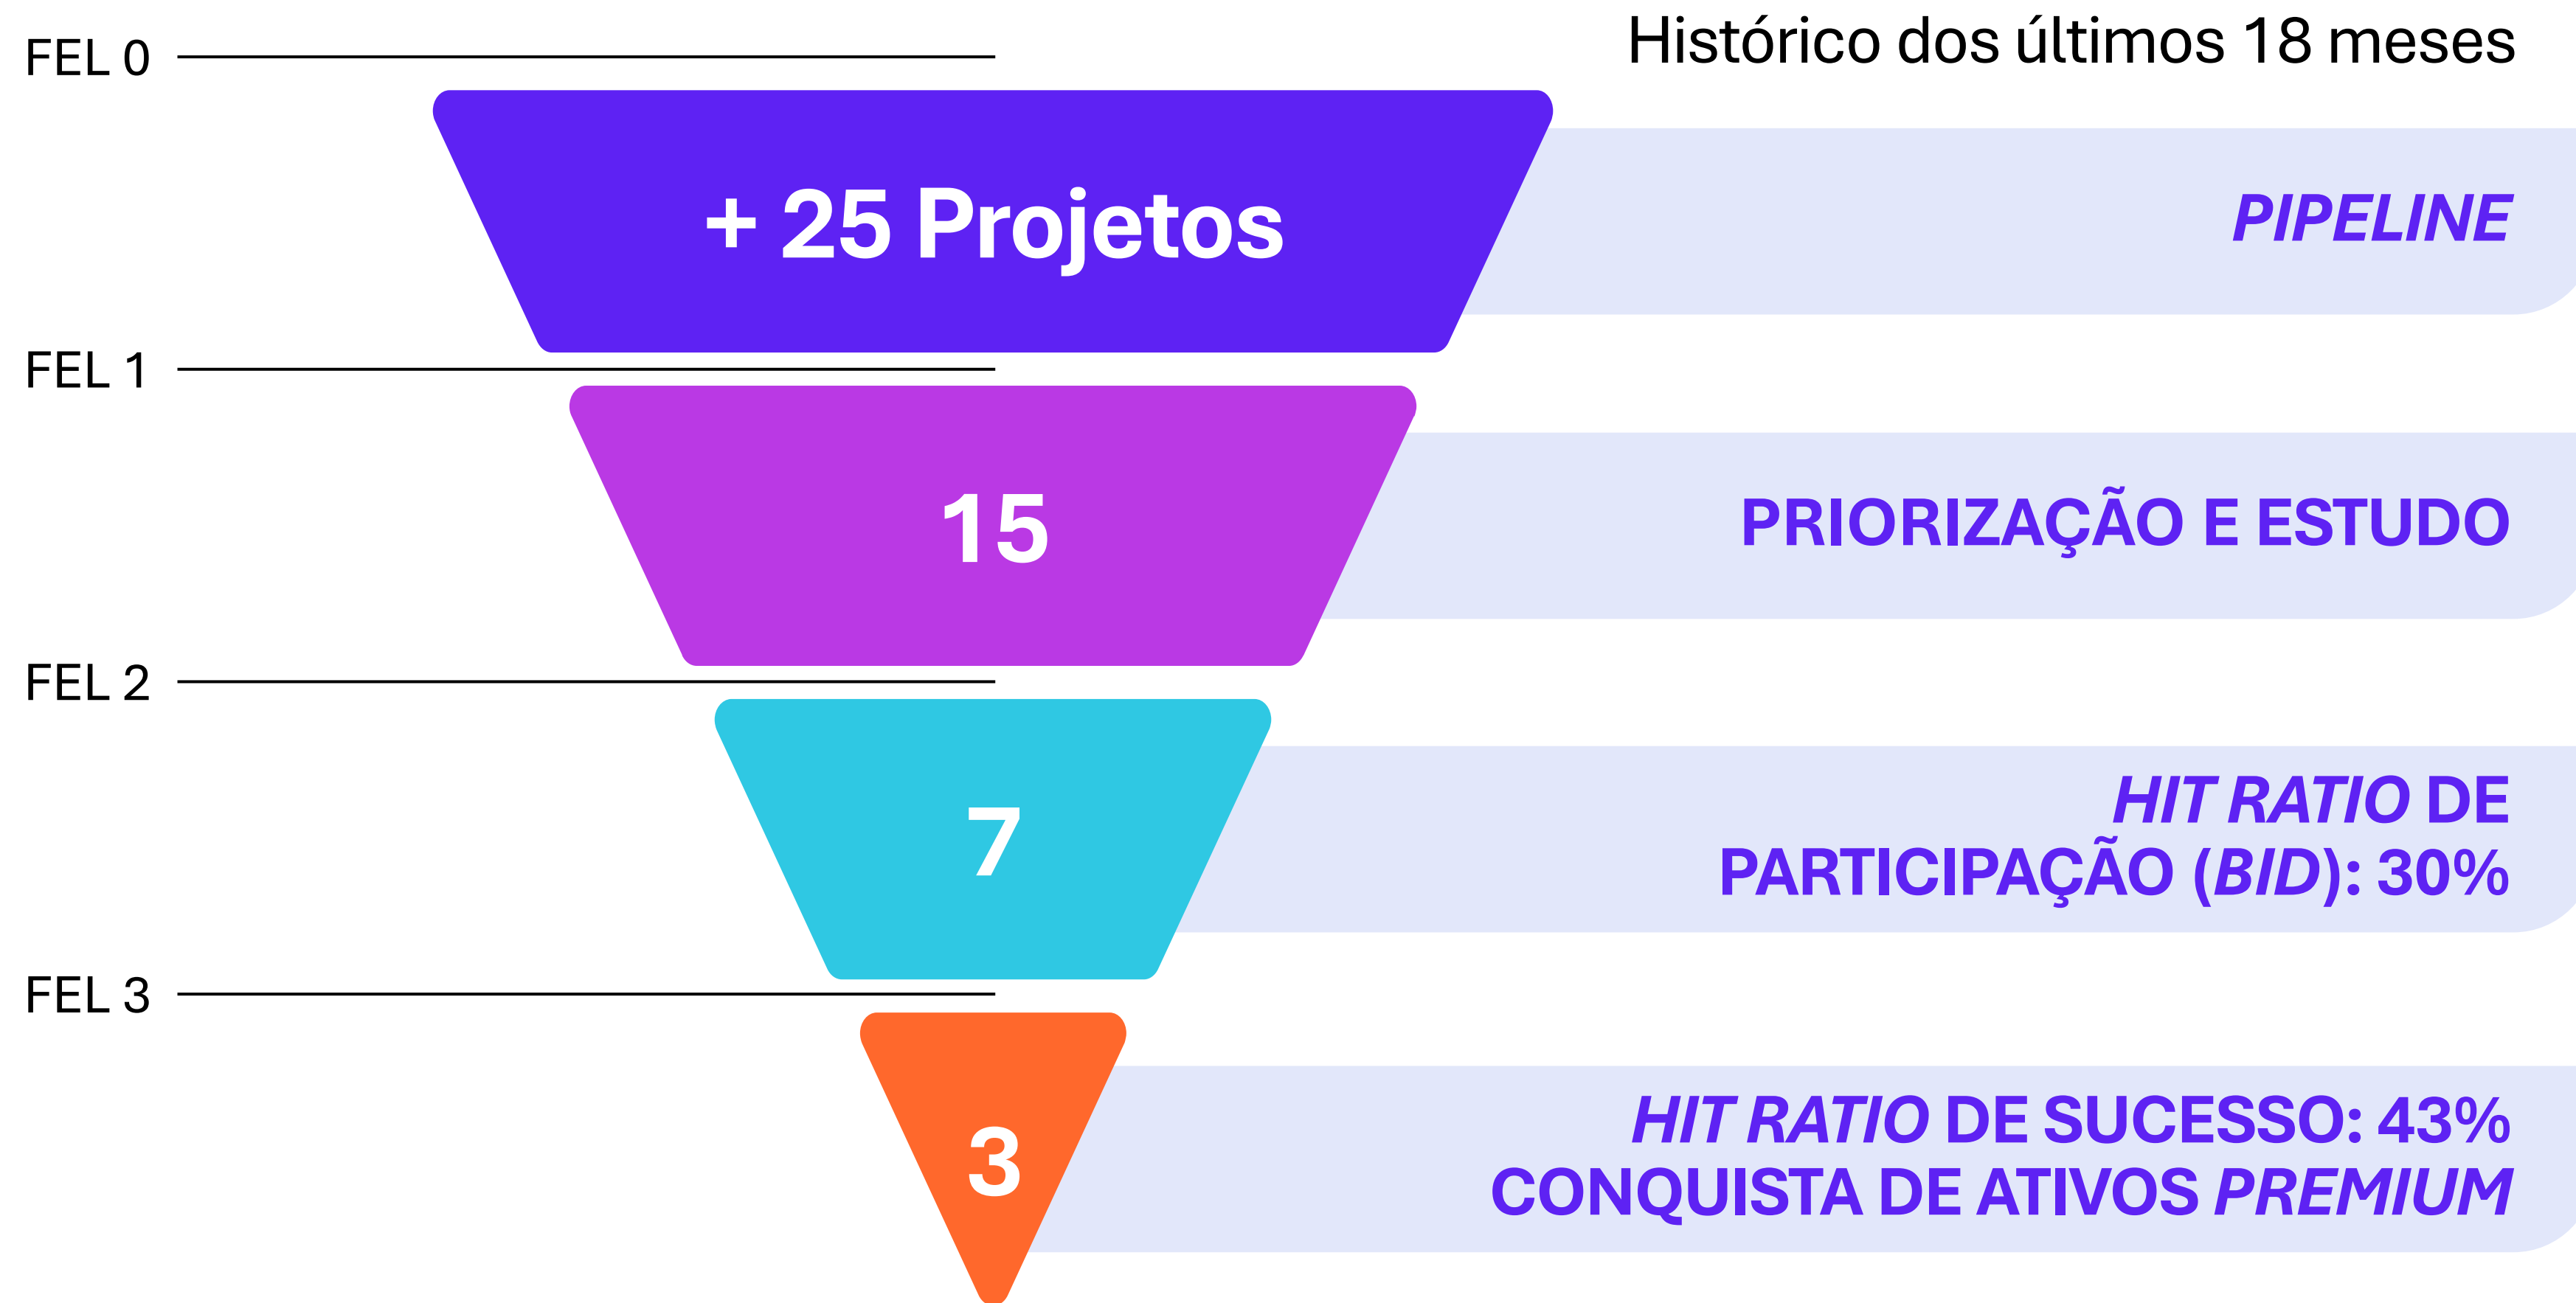 Histórico dos últimos 18 meses
FEL 0
+ 25 Projetos
PIPELINE
FEL 1
15
PRIORIZAÇÃO E ESTUDO
FEL 2
7
HIT RATIO DE
PARTICIPAÇÃO (BID): 30%
FEL 3
3
HIT RATIO DE SUCESSO: 43%
CONQUISTA DE ATIVOS PREMIUM